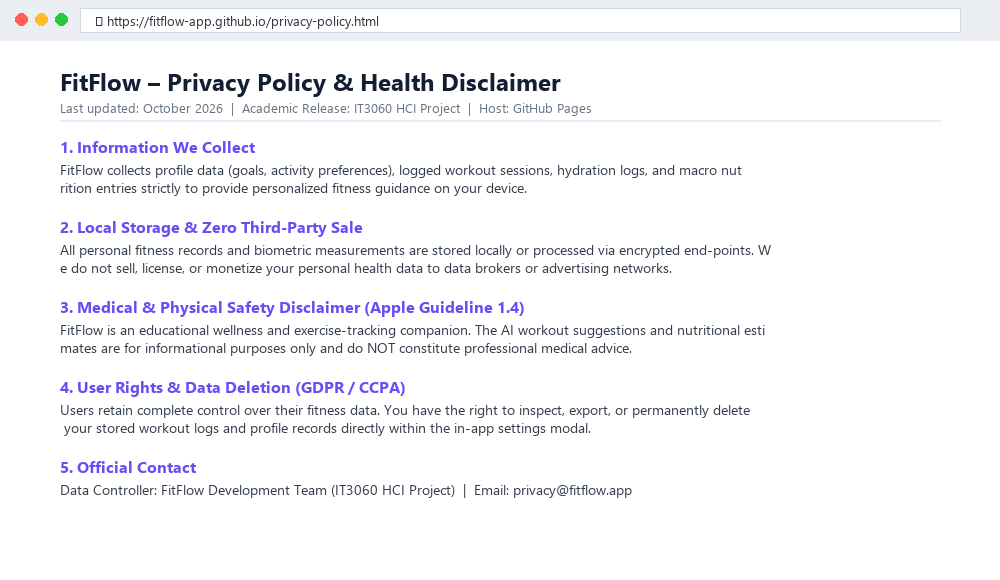 ▯ https://fitflow-app.github.io/privacy-policy.html
FitFlow – Privacy Policy & Health Disclaimer
Last updated: October 2026 | Academic Release: IT3060 HCI Project | Host: GitHub Pages
1. Information We Collect
FitFlow collects profile data (goals, activity preferences), logged workout sessions, hydration logs, and macro nut
rition entries strictly to provide personalized fitness guidance on your device.
2. Local Storage & Zero Third-Party Sale
All personal fitness records and biometric measurements are stored locally or processed via encrypted end-points. W
e do not sell, license, or monetize your personal health data to data brokers or advertising networks.
3. Medical & Physical Safety Disclaimer (Apple Guideline 1.4)
FitFlow is an educational wellness and exercise-tracking companion. The AI workout suggestions and nutritional esti
mates are for informational purposes only and do NOT constitute professional medical advice.
4. User Rights & Data Deletion (GDPR / CCPA)
Users retain complete control over their fitness data. You have the right to inspect, export, or permanently delete
your stored workout logs and profile records directly within the in-app settings modal.
5. Official Contact
Data Controller: FitFlow Development Team (IT3060 HCI Project) | Email: privacy@fitflow.app